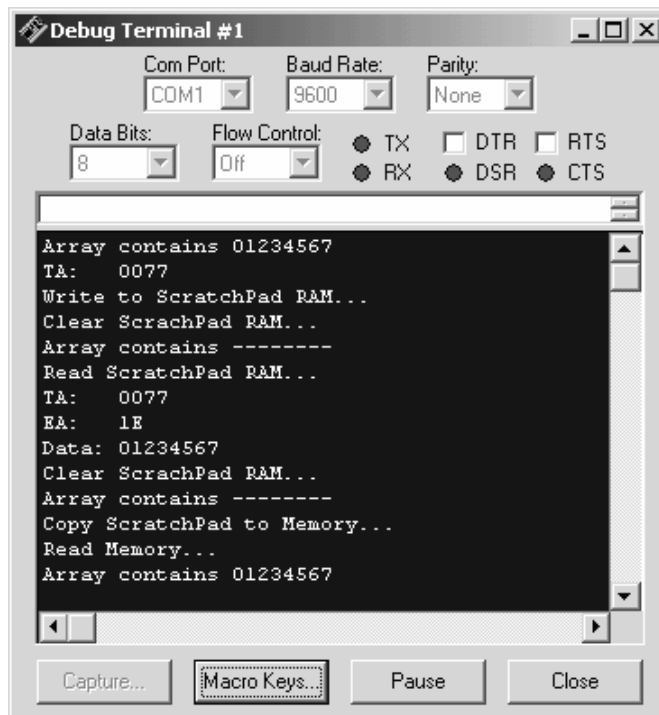 Debug Terminal #1
Com Port: Baud Rate: Parity:
COM1 9600 None
Data Bits: Flow Control: TX DTR RTS
8 Off RX DSR CTS
Array contains 01234567
TA: 0077
Write to ScratchPad RAM...
Clear ScrachPad RAM...
Array contains --------
Read ScratchPad RAM...
TA: 0077
EA: 1E
Data: 01234567
Clear ScrachPad RAM...
Array contains --------
Copy ScratchPad to Memory...
Read Memory...
Array contains 01234567
Capture... Macro Keys... Pause Close